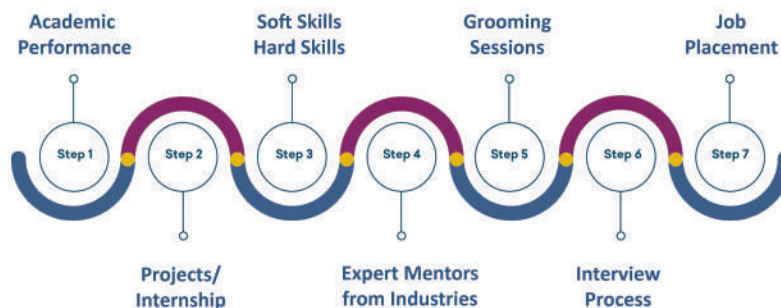 Academic
Performance
Soft Skills
Hard Skills
Grooming
Sessions
Job
Placement
Step 1
Step 2
Step 3
Step 4
Step 5
Step 6
Step 7
Projects/
Internship
Expert Mentors
from Industries
Interview
Process